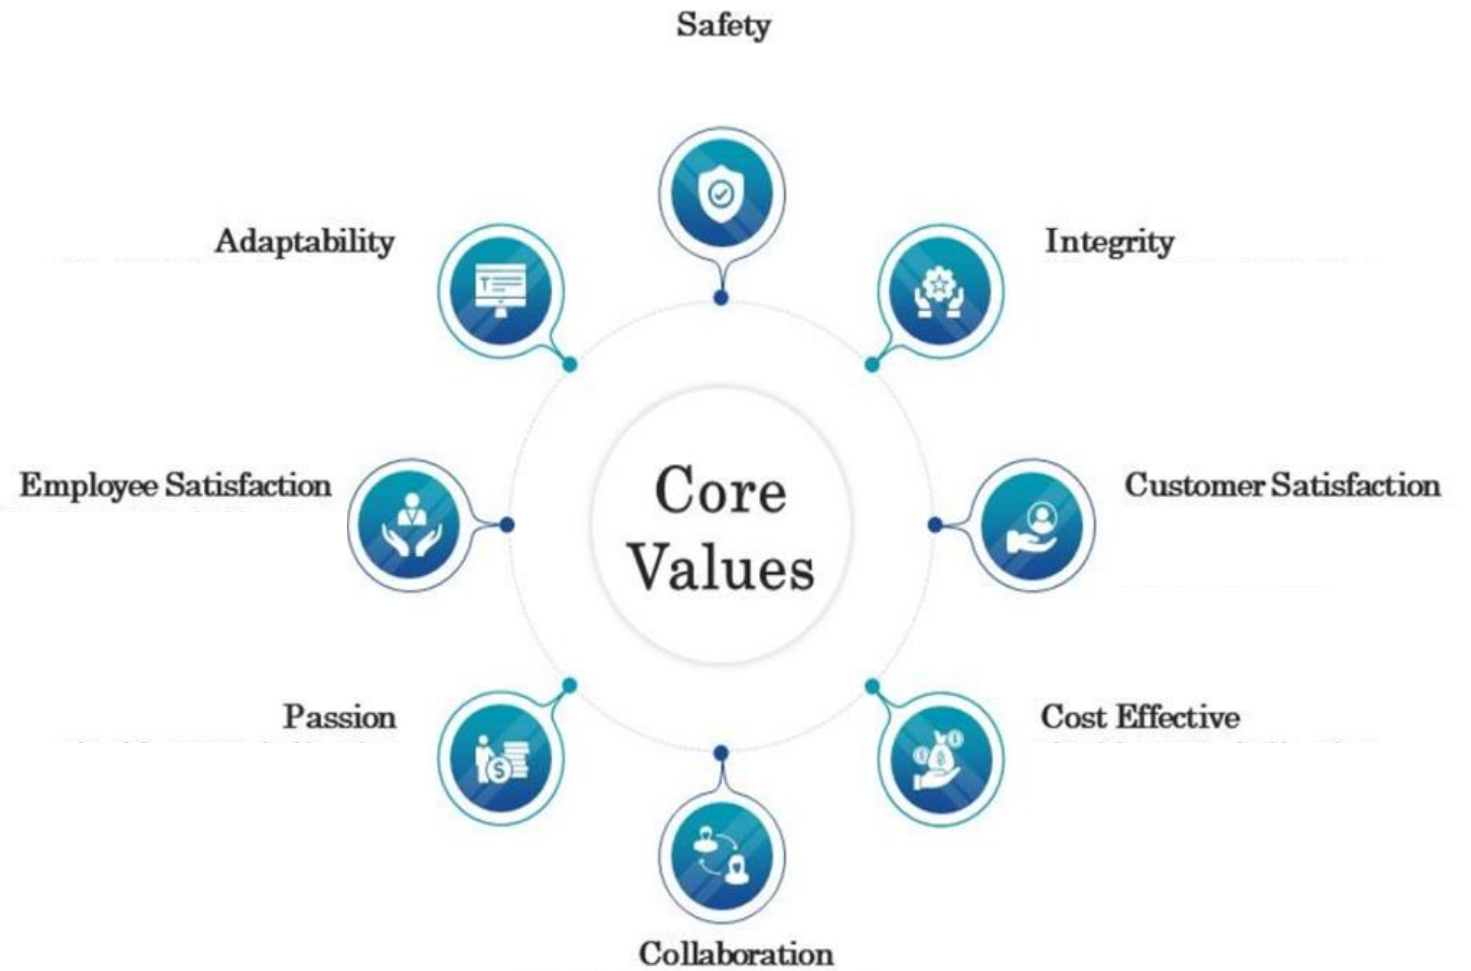 Safety
Adaptability
Integrity
Employee Satisfaction
Core
Values
Customer Satisfaction
Passion
Cost Effective
Collaboration